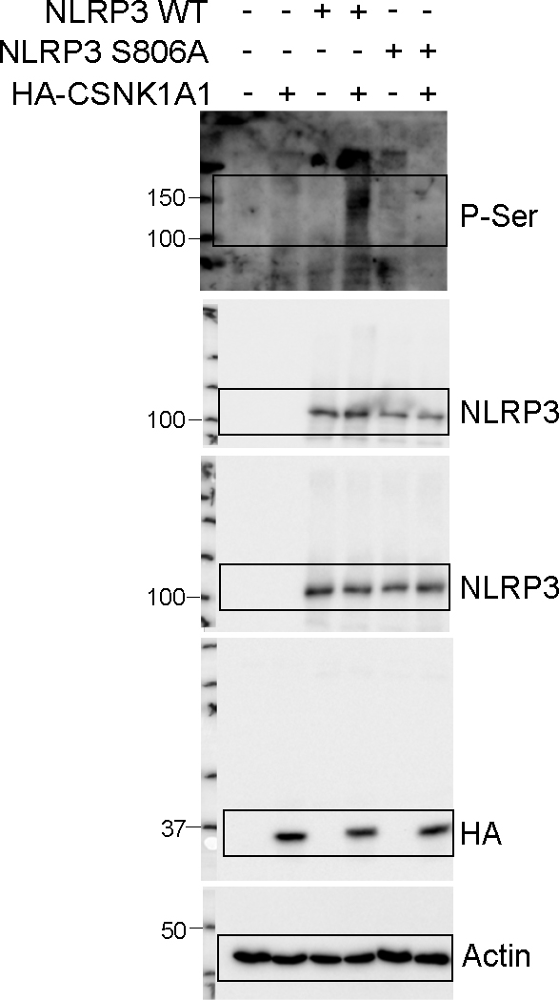 NLRP3 WT - - + + - -
NLRP3 S806A - - - - + +
HA-CSNK1A1 - + - + - +
150
P-Ser
100
NLRP3
100
NLRP3
100
37
HA
50
Actin